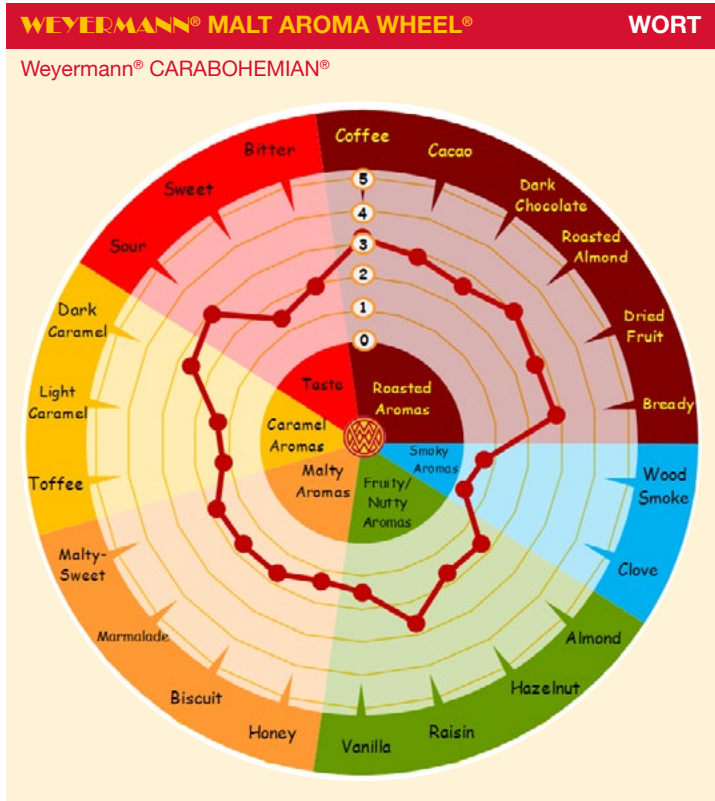 WEYERMANN® MALT AROMA WHEEL® WORT
Weyermann® CARABOHEMIAN®
Coffee
Cacao
Dark
Chocolate
Roasted
Almond
Dried
Fruit
Bready
Wood
Smoke
Clove
Almond
Hazelnut
Raisin
Vanilla
Honey
Biscuit
Marmalade
Malty-
Sweet
Toffee
Light
Caramel
Dark
Caramel
Sour
Sweet
Bitter
5
4
3
2
1
0
Taste
Roasted
Aromas
Smoky
Aromas
Fruity/
Nutty
Aromas
Malty
Aromas
Caramel
Aromas